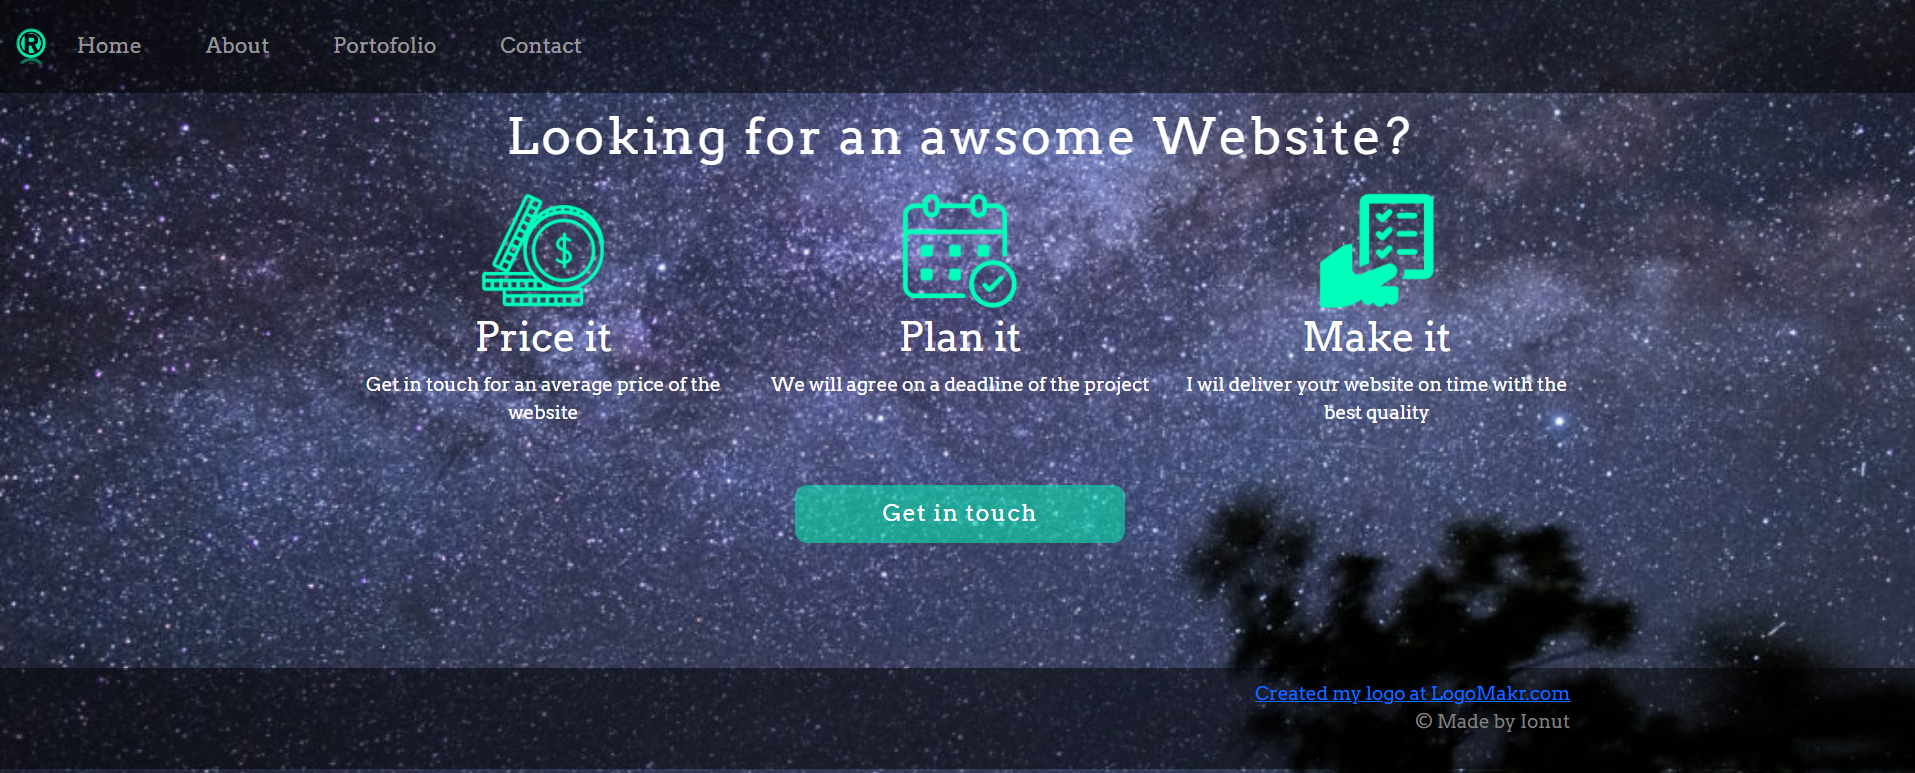 ® Home About Portofolio Contact
Looking for an awsome Website?
$
Price it
Get in touch for an average price of the
website
Plan it
We will agree on a deadline of the project
Make it
I wil deliver your website on time with the
best quality
Get in touch
Created my logo at LogoMakr.com
© Made by Ionut